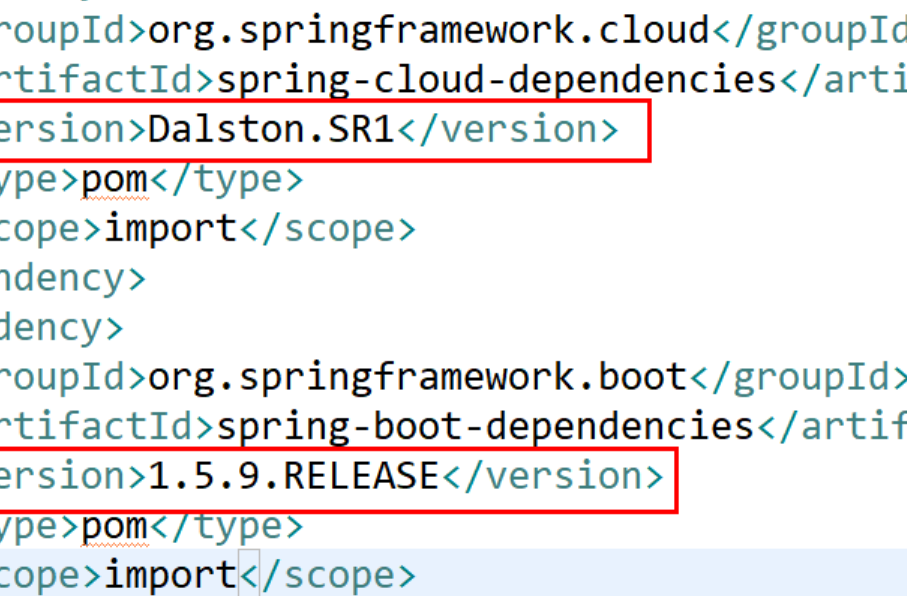 roupId>org.springframework.cloud</groupId
rtifactId>spring-cloud-dependencies</arti
ersion>Dalston.SR1</version>
ype>pom</type>
cope>import</scope>
ndency>
dency>
roupId>org.springframework.boot</groupId>
rtifactId>spring-boot-dependencies</artif
ersion>1.5.9.RELEASE</version>
ype>pom</type>
cope>import</scope>